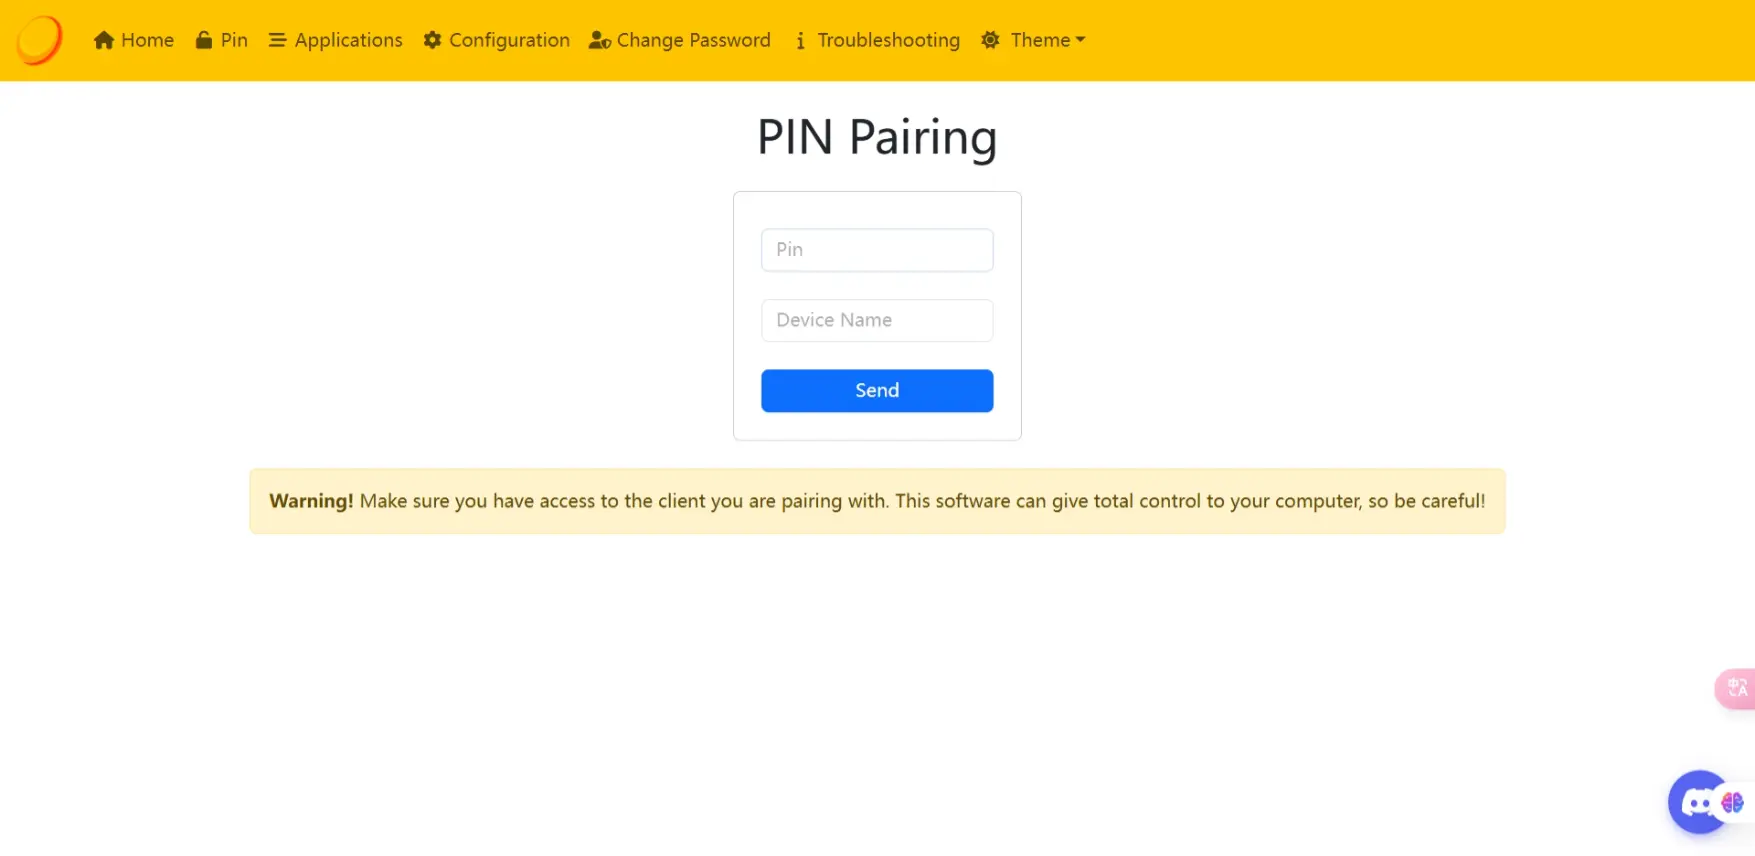 Home Pin Applications Configuration Change Password Troubleshooting Theme
PIN Pairing
Pin
Device Name
Send
Warning! Make sure you have access to the client you are pairing with. This software can give total control to your computer, so be careful!
中
A